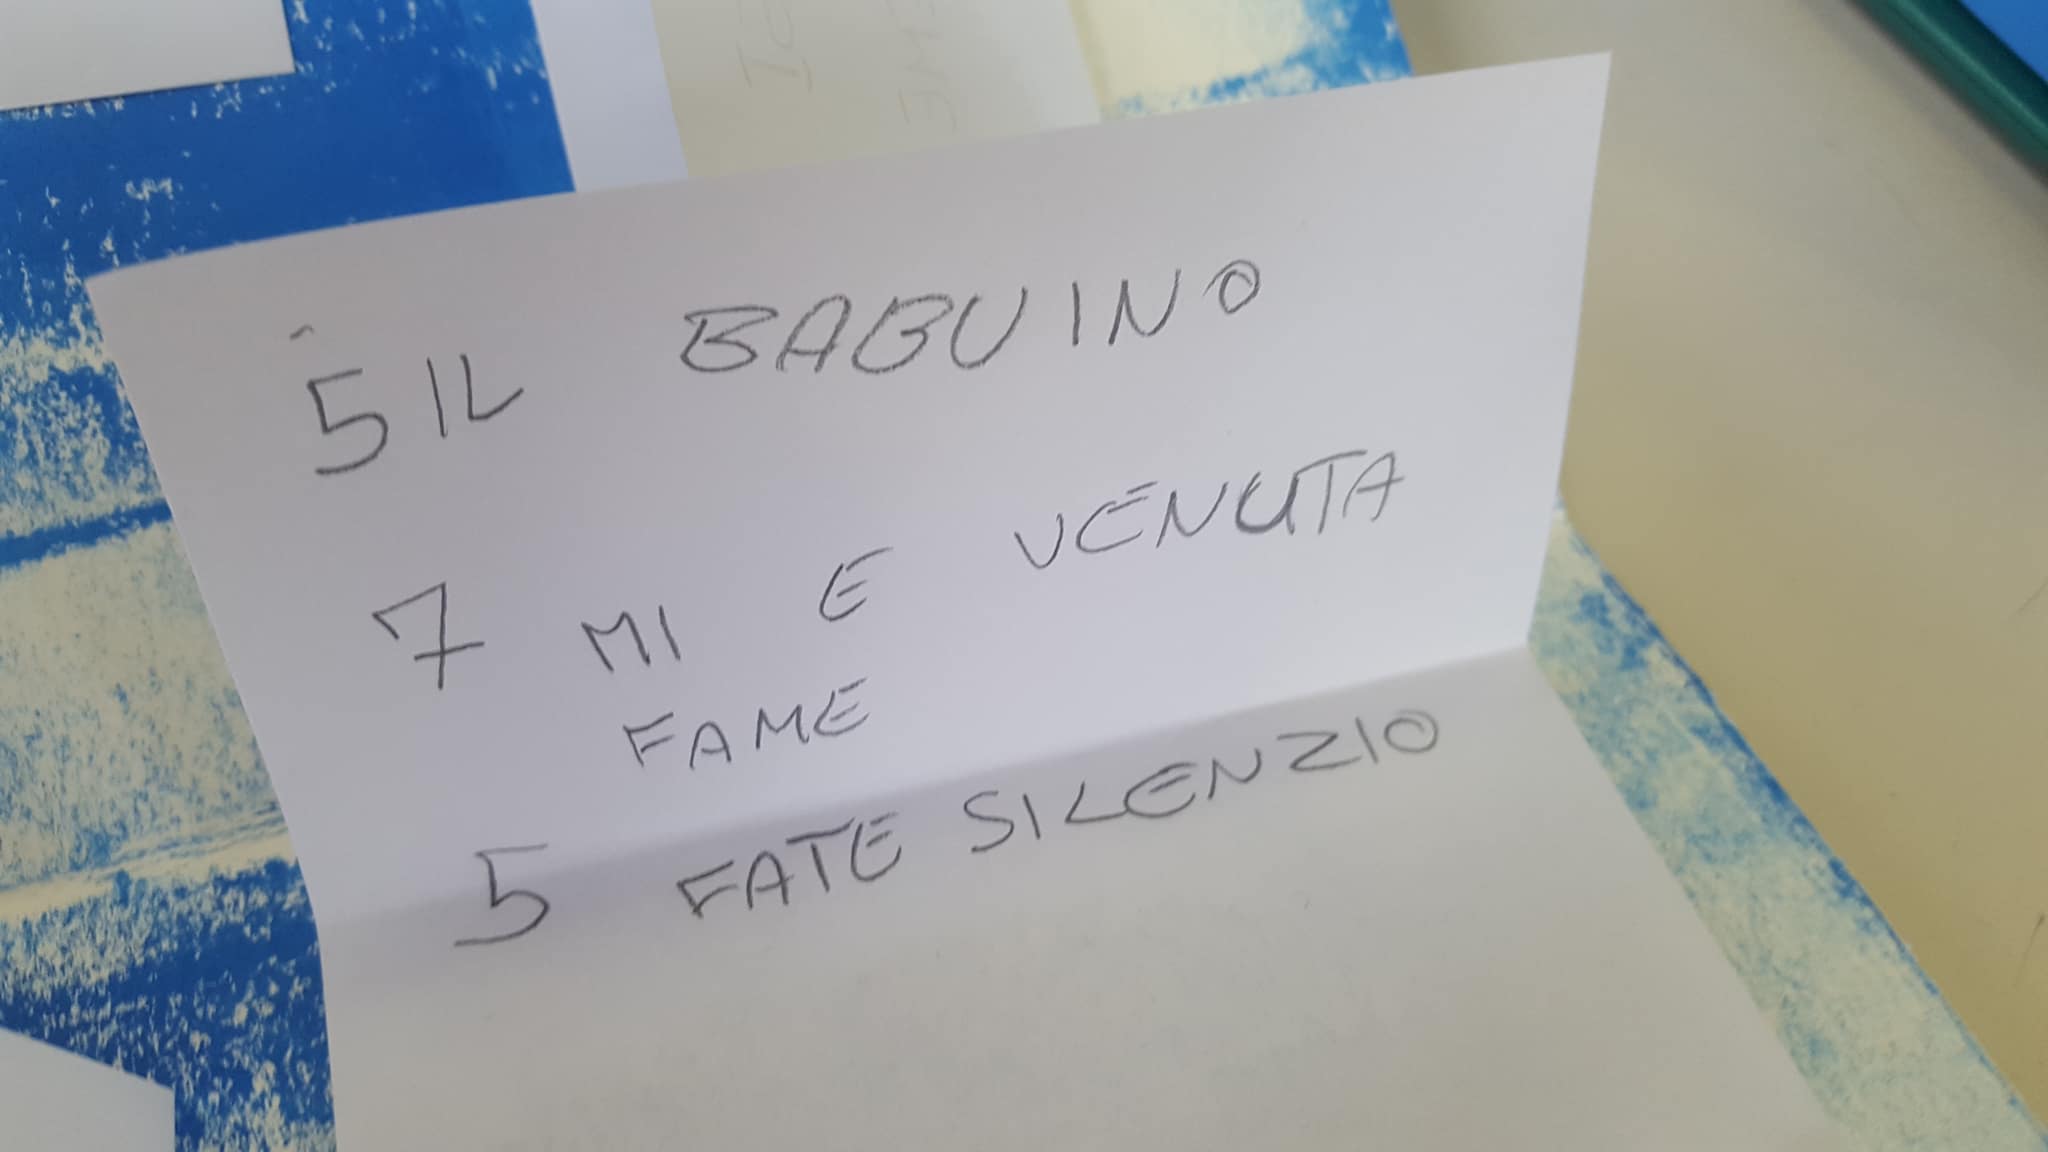 5 IL BABUINO
7 MI E VENUTA
FAME
5 FATE SILENZIO